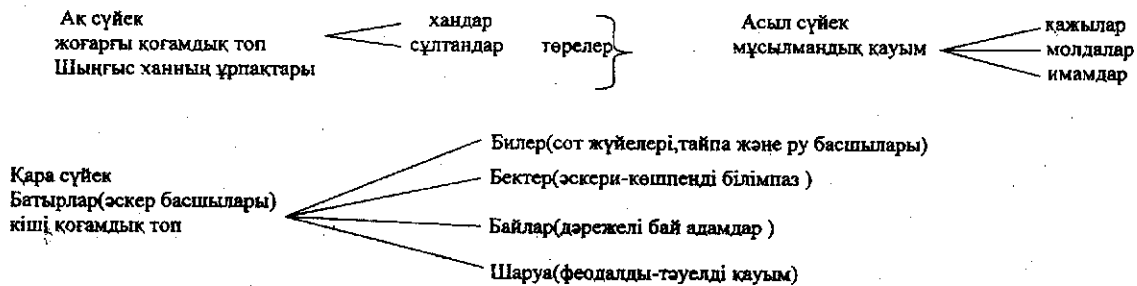 Ақ сүйек
жоғарғы қоғамдық топ
Шыңғыс ханның ұрпақтары
хандар
сұлтандар
төрелер
Асыл сүйек
мұсылмандық қауым
қажылар
молдалар
имамдар
Қара сүйек
Батырлар(әскер басшылары)
кіші қоғамдық топ
Билер(сот жүйелері,тайпа және ру басшылары)
Бектер(әскери-көшпенді білімпаз )
Байлар(дәрежелі бай адамдар )
Шаруа(феодалды-тәуелді қауым)